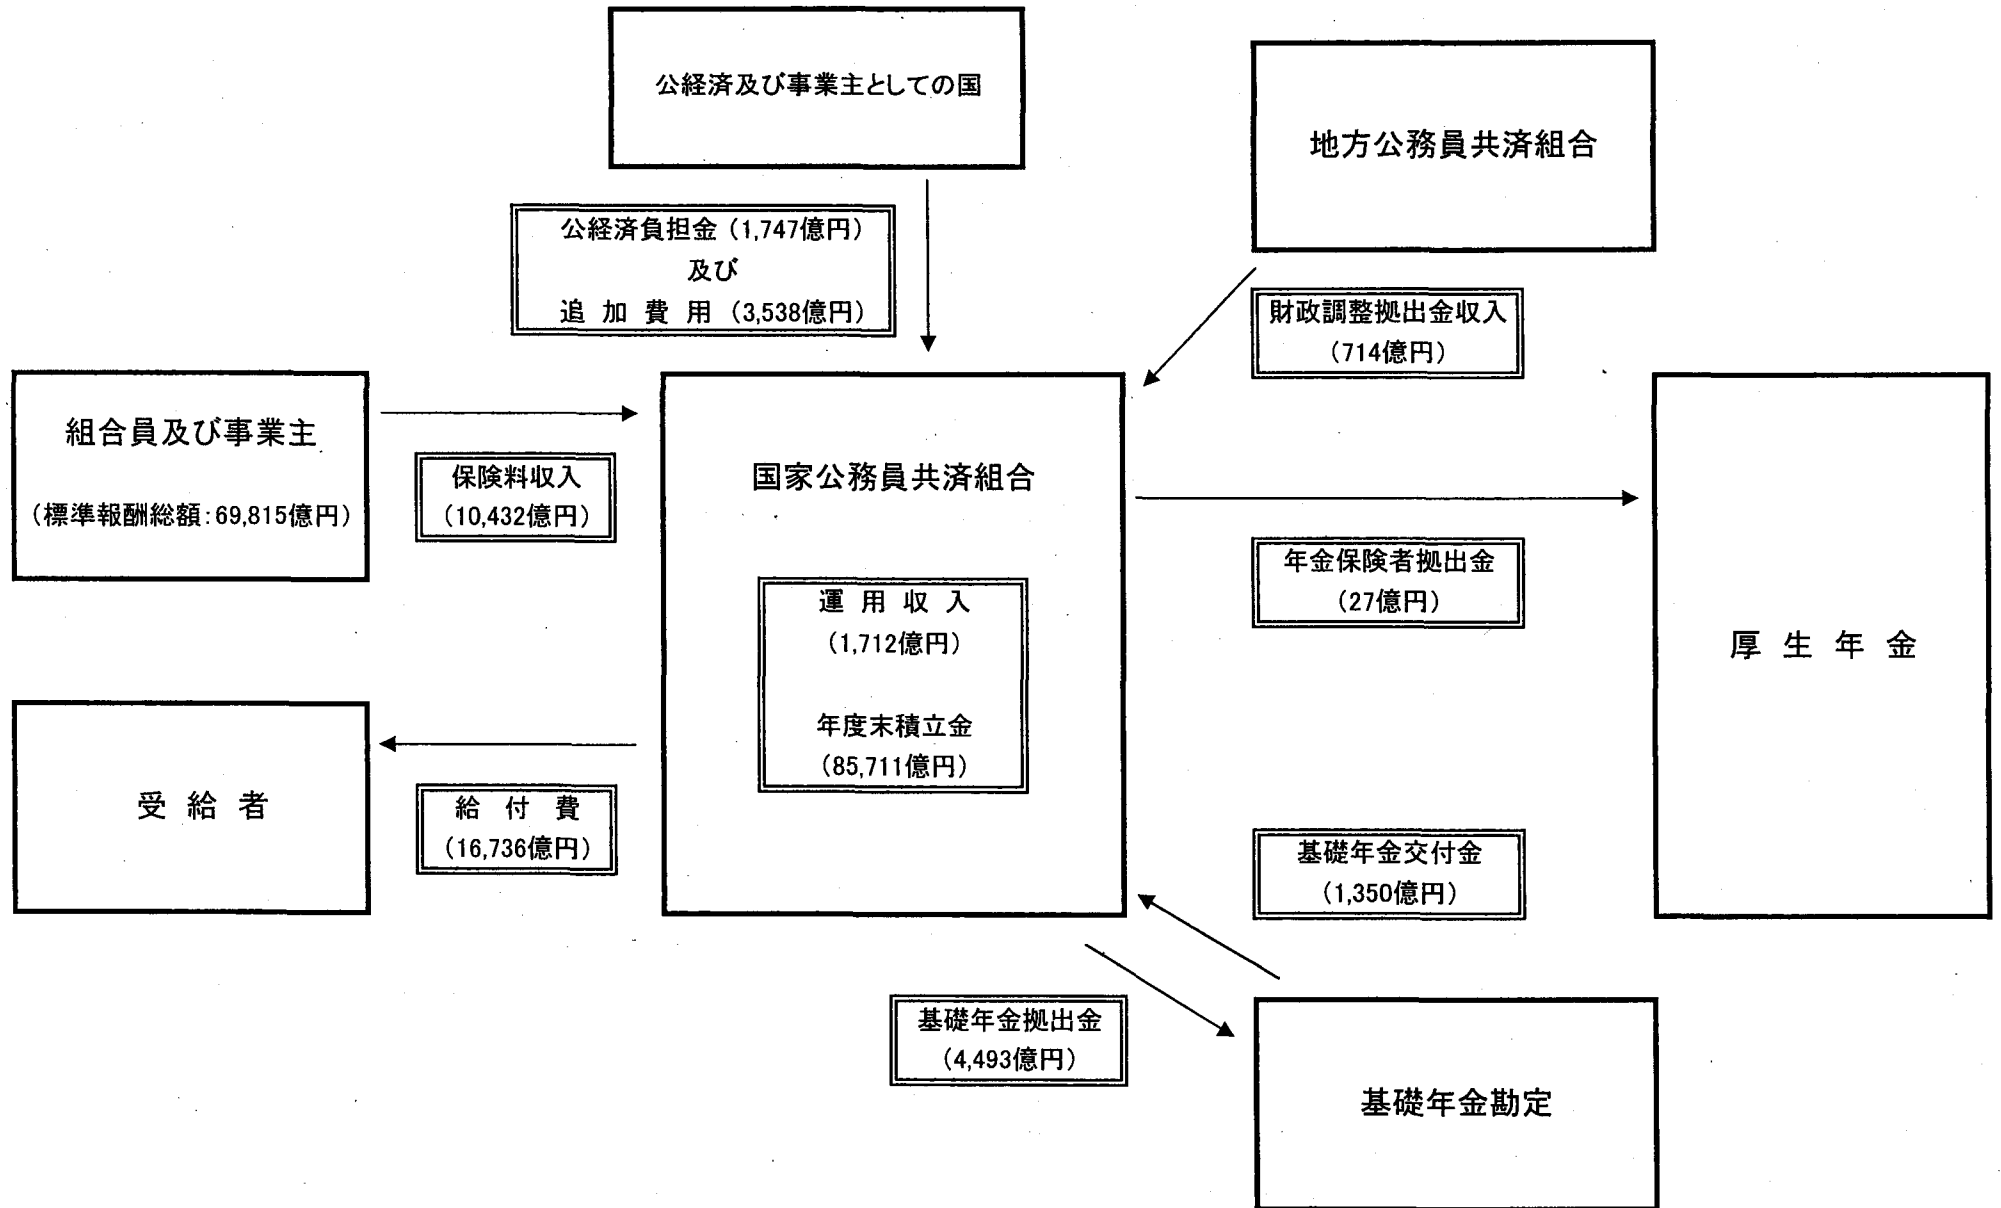 公経済及び事業主としての国
地方公務員共済組合
公経済負担金（1,747億円）
及び
追 加 費 用 （3,538億円）
財政調整拠出金収入
（714億円）
組合員及び事業主
（標準報酬総額：69,815億円）
保険料収入
（10,432億円）
国家公務員共済組合
運 用 収 入
（1,712億円）
年度末積立金
（85,711億円）
年金保険者拠出金
（27億円）
厚 生 年 金
受 給 者
給 付 費
（16,736億円）
基礎年金交付金
（1,350億円）
基礎年金拠出金
（4,493億円）
基礎年金勘定